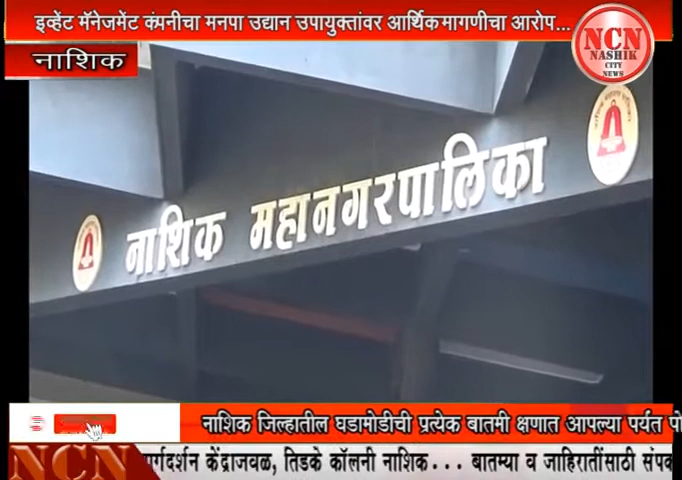 इव्हेंट मॅनेजमेंट कंपनीचा मनपा उद्यान उपायुक्तांवर आर्थिक मागणीचा आरोप...
NCN
NASHIK
CITY
NEWS
नाशिक
नाशिक महानगरपालिका
नाशिक जिल्हातील घडामोडीची प्रत्येक बातमी क्षणात आपल्या पर्यंत पो
NCN
र्गदर्शन केंद्राजवळ, तिडके कॉलनी नाशिक... बातम्या व जाहिरातींसाठी संपक